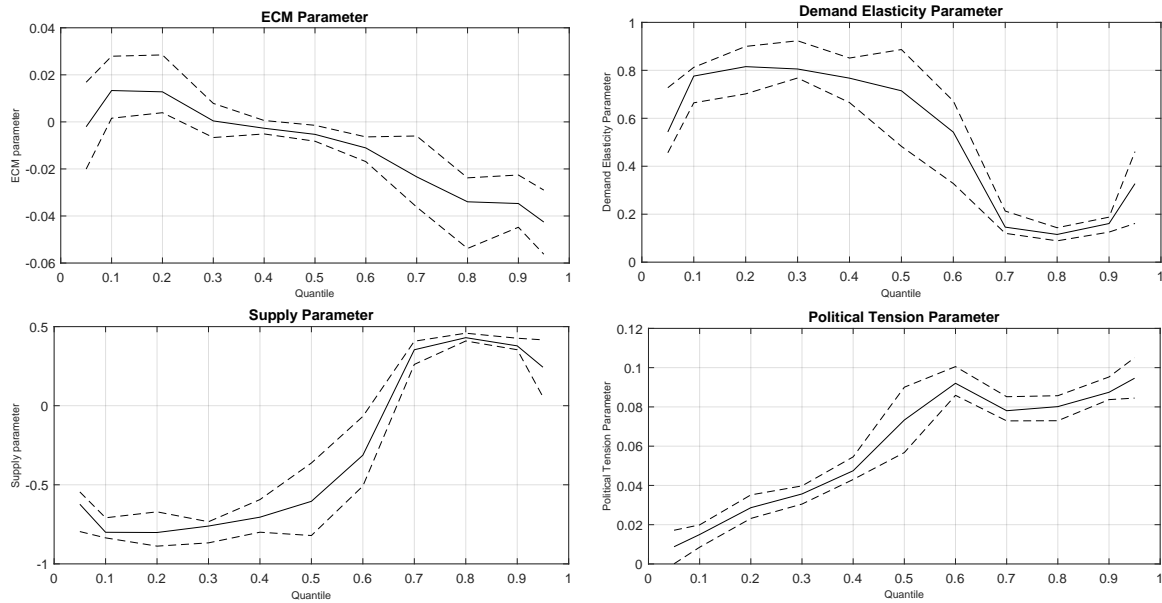 ECM Parameter
0.04
0.02
0
-0.02
-0.04
-0.06
ECM parameter
0 0.1 0.2 0.3 0.4 0.5 0.6 0.7 0.8 0.9 1
Quantile
Demand Elasticity Parameter
1
0.8
0.6
0.4
0.2
0
Demand Elasticity Parameter
0 0.1 0.2 0.3 0.4 0.5 0.6 0.7 0.8 0.9 1
Quantile
Supply Parameter
0.5
0
-0.5
-1
Supply parameter
0 0.1 0.2 0.3 0.4 0.5 0.6 0.7 0.8 0.9 1
Quantile
Political Tension Parameter
0.12
0.1
0.08
0.06
0.04
0.02
0
Political Tension Parameter
0 0.1 0.2 0.3 0.4 0.5 0.6 0.7 0.8 0.9 1
Quantile